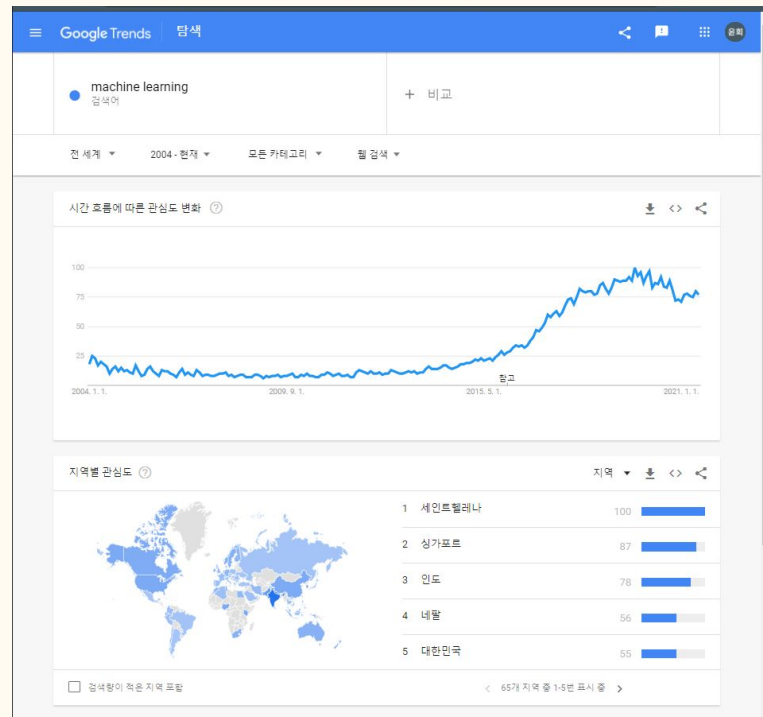 Google Trends 탐색
윤희
machine learning
검색어
+ 비교
전 세계 2004 - 현재 모든 카테고리 웹 검색
시간 흐름에 따른 관심도 변화
100
75
50
25
참고
2004. 1. 1. 2009. 9. 1. 2015. 5. 1. 2021. 1. 1.
지역별 관심도 지역
1 세인트헬레나 100
2 싱가포르 87
3 인도 78
4 네팔 56
5 대한민국 55
검색량이 적은 지역 포함 65개 지역 중 1-5번 표시 중